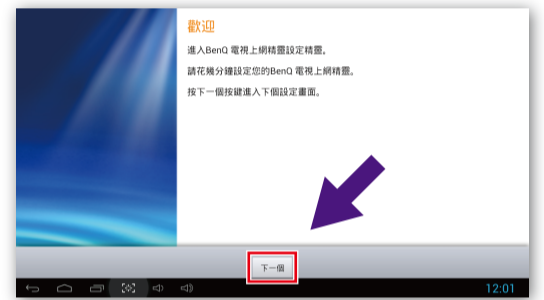 歡迎
進入BenQ 電視上網精靈設定精靈。
請花幾分鐘設定您的BenQ 電視上網精靈。
按下一個按鍵進入下個設定畫面。
下一個
12:01